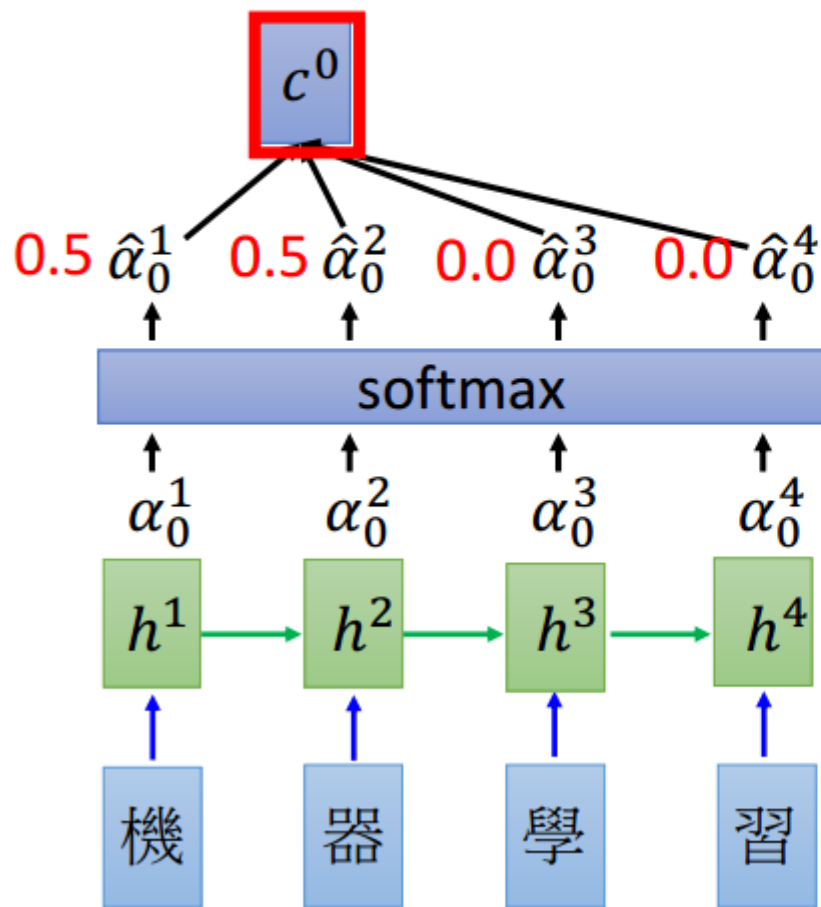 c⁰
0.5 α̂₀¹ 0.5 α̂₀² 0.0 α̂₀³ 0.0 α̂₀⁴
softmax
α₀¹ α₀² α₀³ α₀⁴
h¹ h² h³ h⁴
機 器 學 習